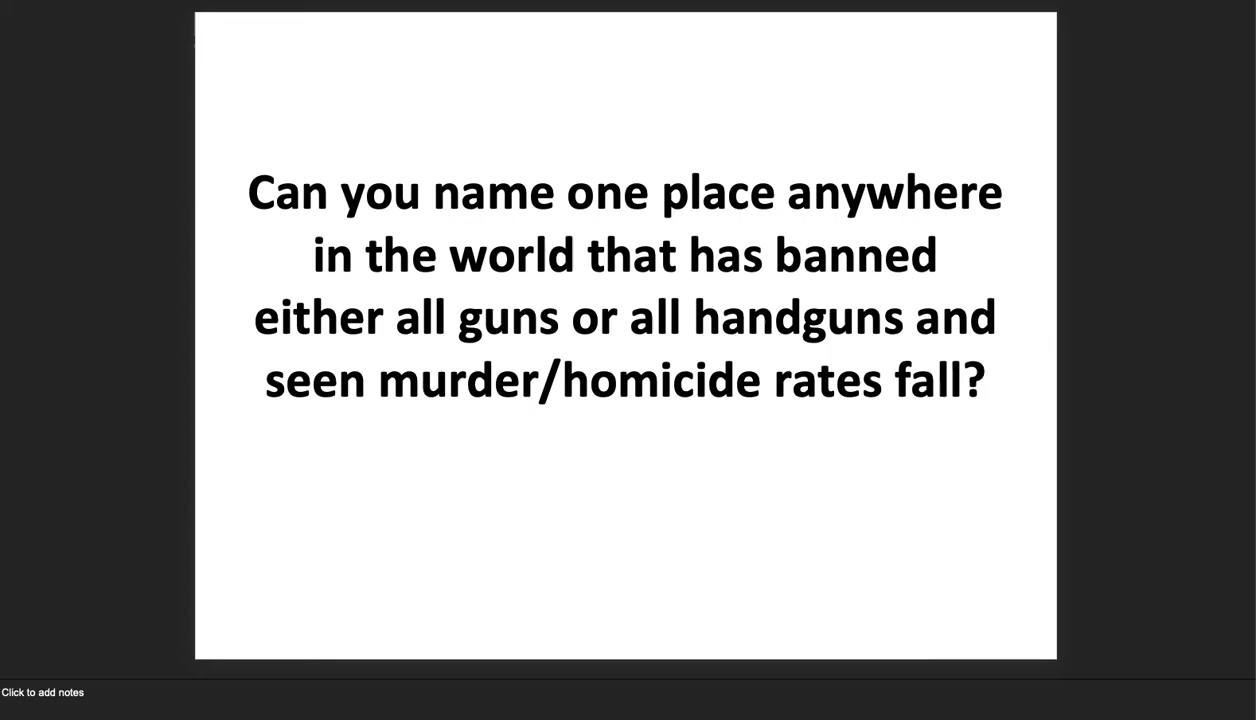 Can you name one place anywhere
in the world that has banned
either all guns or all handguns and
seen murder/homicide rates fall?
Click to add notes